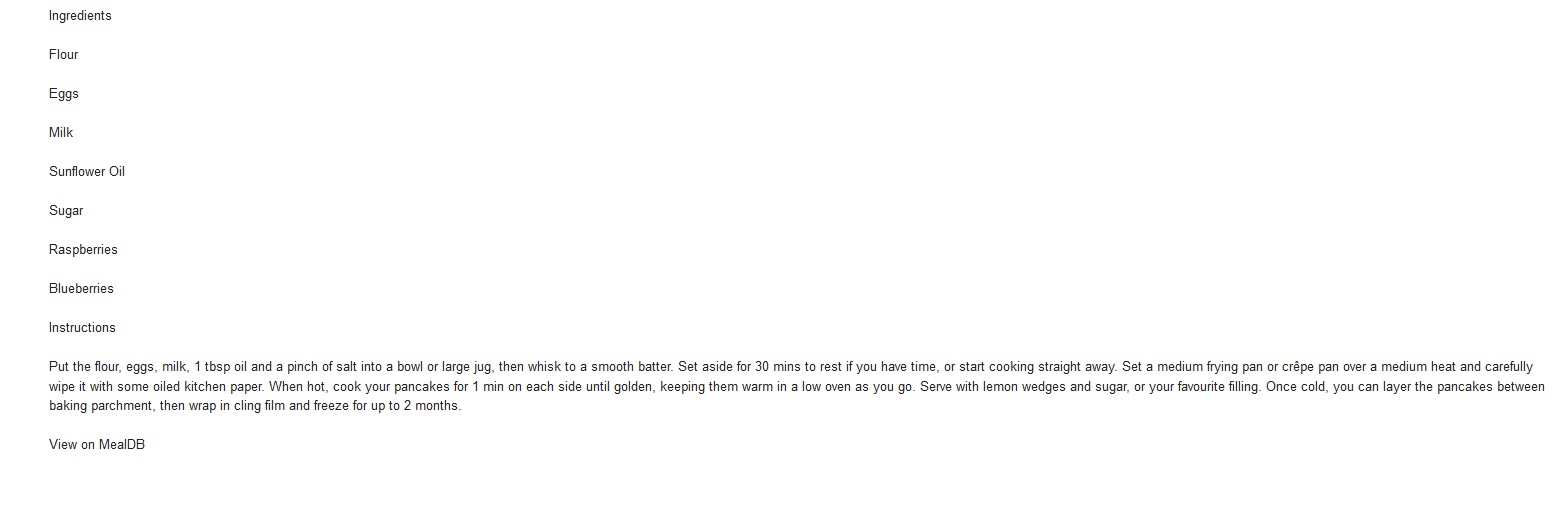 Ingredients
Flour
Eggs
Milk
Sunflower Oil
Sugar
Raspberries
Blueberries
Instructions
Put the flour, eggs, milk, 1 tbsp oil and a pinch of salt into a bowl or large jug, then whisk to a smooth batter. Set aside for 30 mins to rest if you have time, or start cooking straight away. Set a medium frying pan or crêpe pan over a medium heat and carefully
wipe it with some oiled kitchen paper. When hot, cook your pancakes for 1 min on each side until golden, keeping them warm in a low oven as you go. Serve with lemon wedges and sugar, or your favourite filling. Once cold, you can layer the pancakes between
baking parchment, then wrap in cling film and freeze for up to 2 months.
View on MealDB